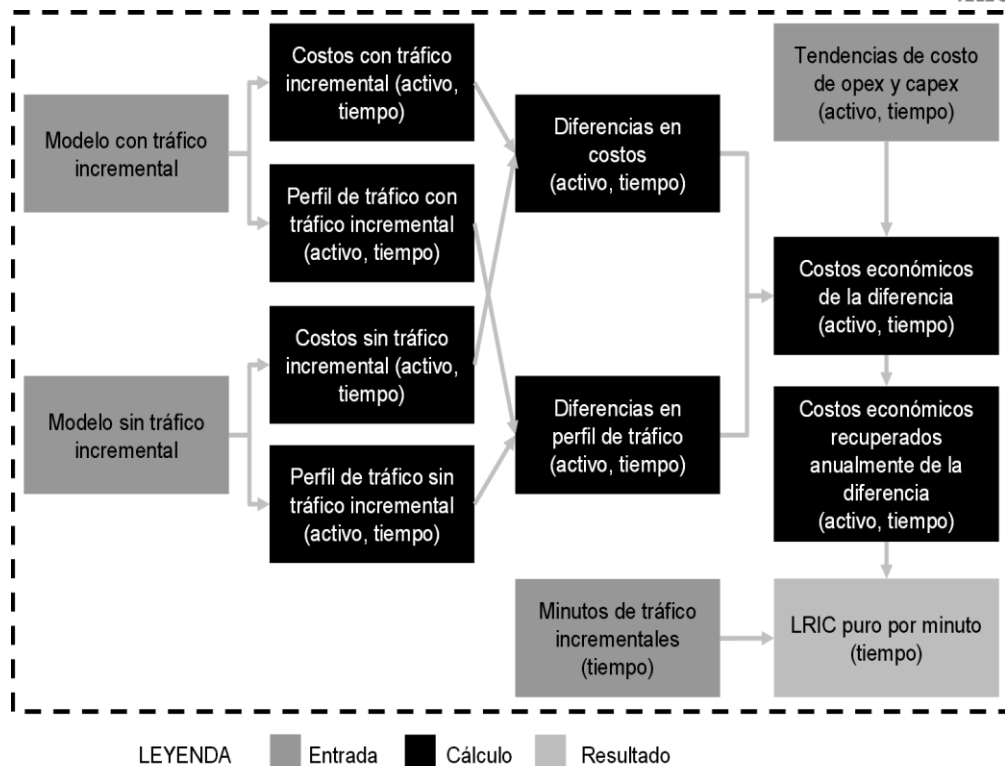 Modelo con tráfico
incremental
Modelo sin tráfico
incremental
Costos con tráfico
incremental (activo,
tiempo)
Perfil de tráfico con
tráfico incremental
(activo, tiempo)
Costos sin tráfico
incremental (activo,
tiempo)
Perfil de tráfico sin
tráfico incremental
(activo, tiempo)
Diferencias en
costos
(activo, tiempo)
Diferencias en
perfil de tráfico
(activo, tiempo)
Minutos de tráfico
incrementales
(tiempo)
Tendencias de costo
de opex y capex
(activo, tiempo)
Costos económicos
de la diferencia
(activo, tiempo)
Costos económicos
recuperados
anualmente de la
diferencia
(activo, tiempo)
LRIC puro por minuto
(tiempo)
LEYENDA
Entrada
Cálculo
Resultado